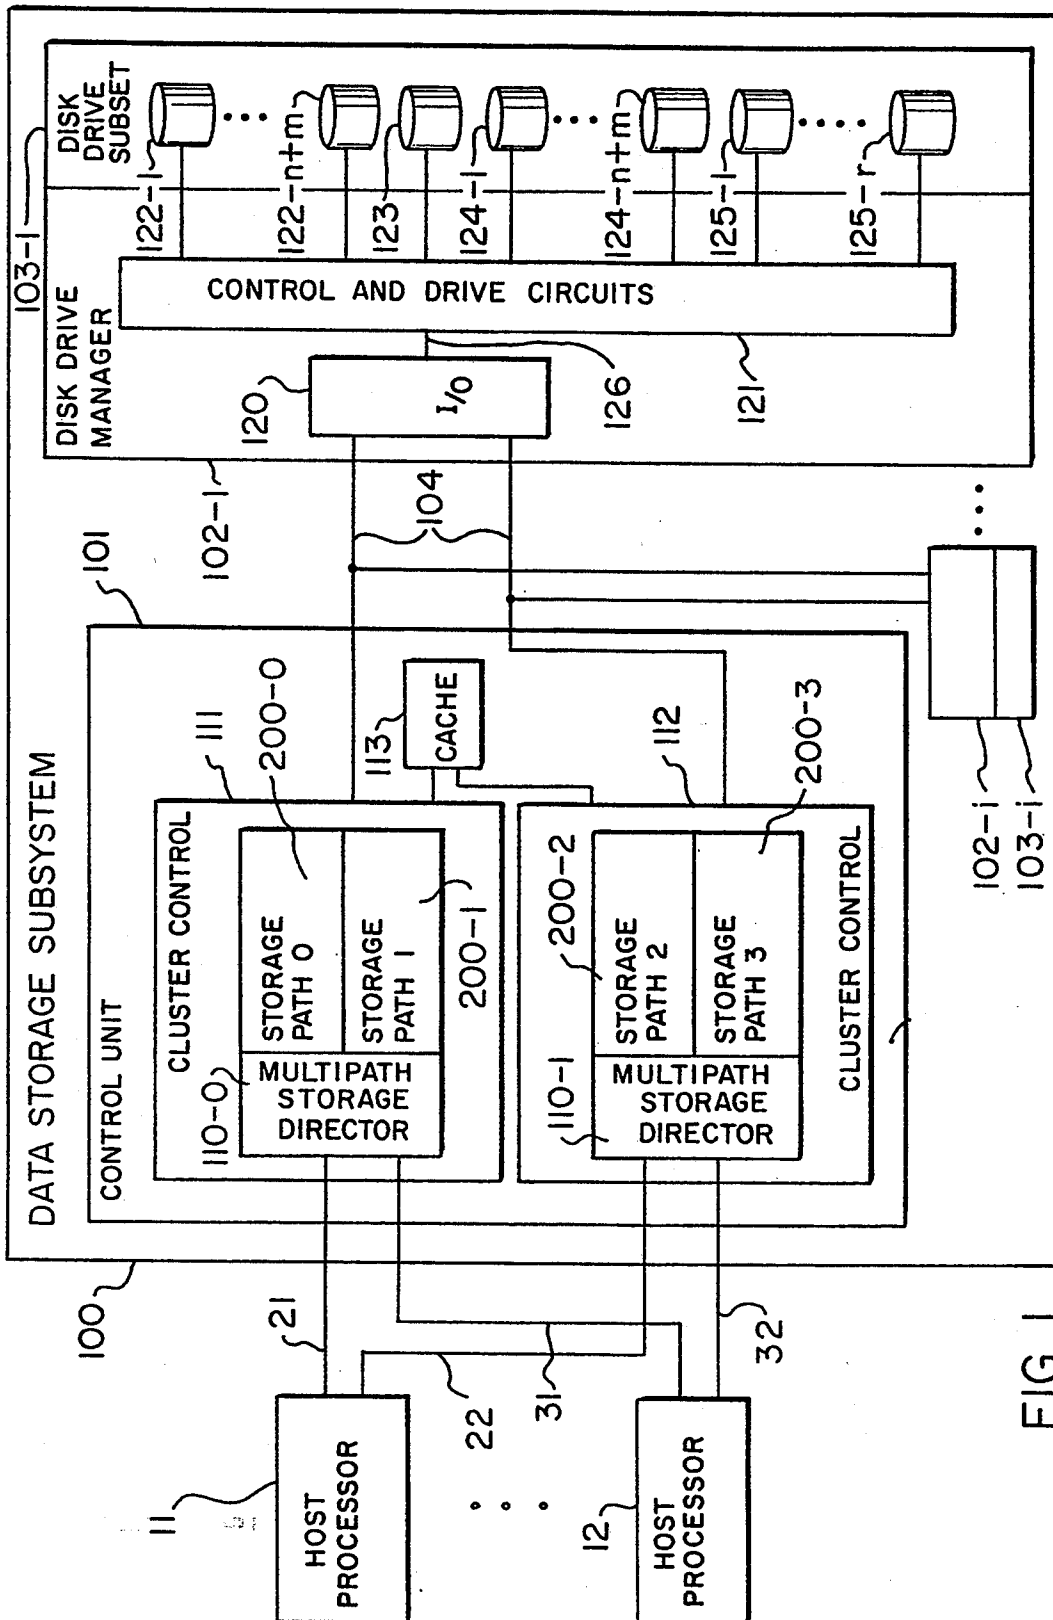 DATA STORAGE SUBSYSTEM
100
CONTROL UNIT
101
CLUSTER CONTROL
111
110-0
MULTIPATH
STORAGE
DIRECTOR
STORAGE
PATH 0
200-0
STORAGE
PATH 1
200-1
113
CACHE
CLUSTER CONTROL
112
110-1
MULTIPATH
STORAGE
DIRECTOR
STORAGE
PATH 2
200-2
STORAGE
PATH 3
200-3
11
HOST
PROCESSOR
12
HOST
PROCESSOR
21
22
31
32
104
102-1
DISK DRIVE
MANAGER
103-1
DISK
DRIVE
SUBSET
120
I/O
126
CONTROL AND DRIVE CIRCUITS
121
122-1
122-n+m
123
124-1
124-n+m
125-1
125-r
102-i
103-i
FIG. 1